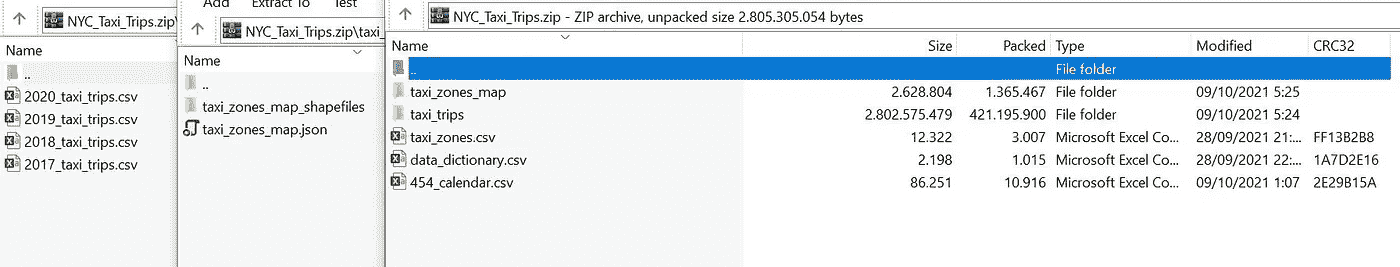 NYC_Taxi_Trips.zip\
Name
..
2020_taxi_trips.csv
2019_taxi_trips.csv
2018_taxi_trips.csv
2017_taxi_trips.csv
Add Extract To Test
NYC_Taxi_Trips.zip\taxi_
Name
..
taxi_zones_map_shapefiles
taxi_zones_map.json
NYC_Taxi_Trips.zip - ZIP archive, unpacked size 2.805.305.054 bytes
Name Size Packed Type Modified CRC32
.. File folder
taxi_zones_map 2.628.804 1.365.467 File folder 09/10/2021 5:25
taxi_trips 2.802.575.479 421.195.900 File folder 09/10/2021 5:24
taxi_zones.csv 12.322 3.007 Microsoft Excel Co... 28/09/2021 21:... FF13B2B8
data_dictionary.csv 2.198 1.015 Microsoft Excel Co... 28/09/2021 22:... 1A7D2E16
454_calendar.csv 86.251 10.916 Microsoft Excel Co... 09/10/2021 1:07 2E29B15A